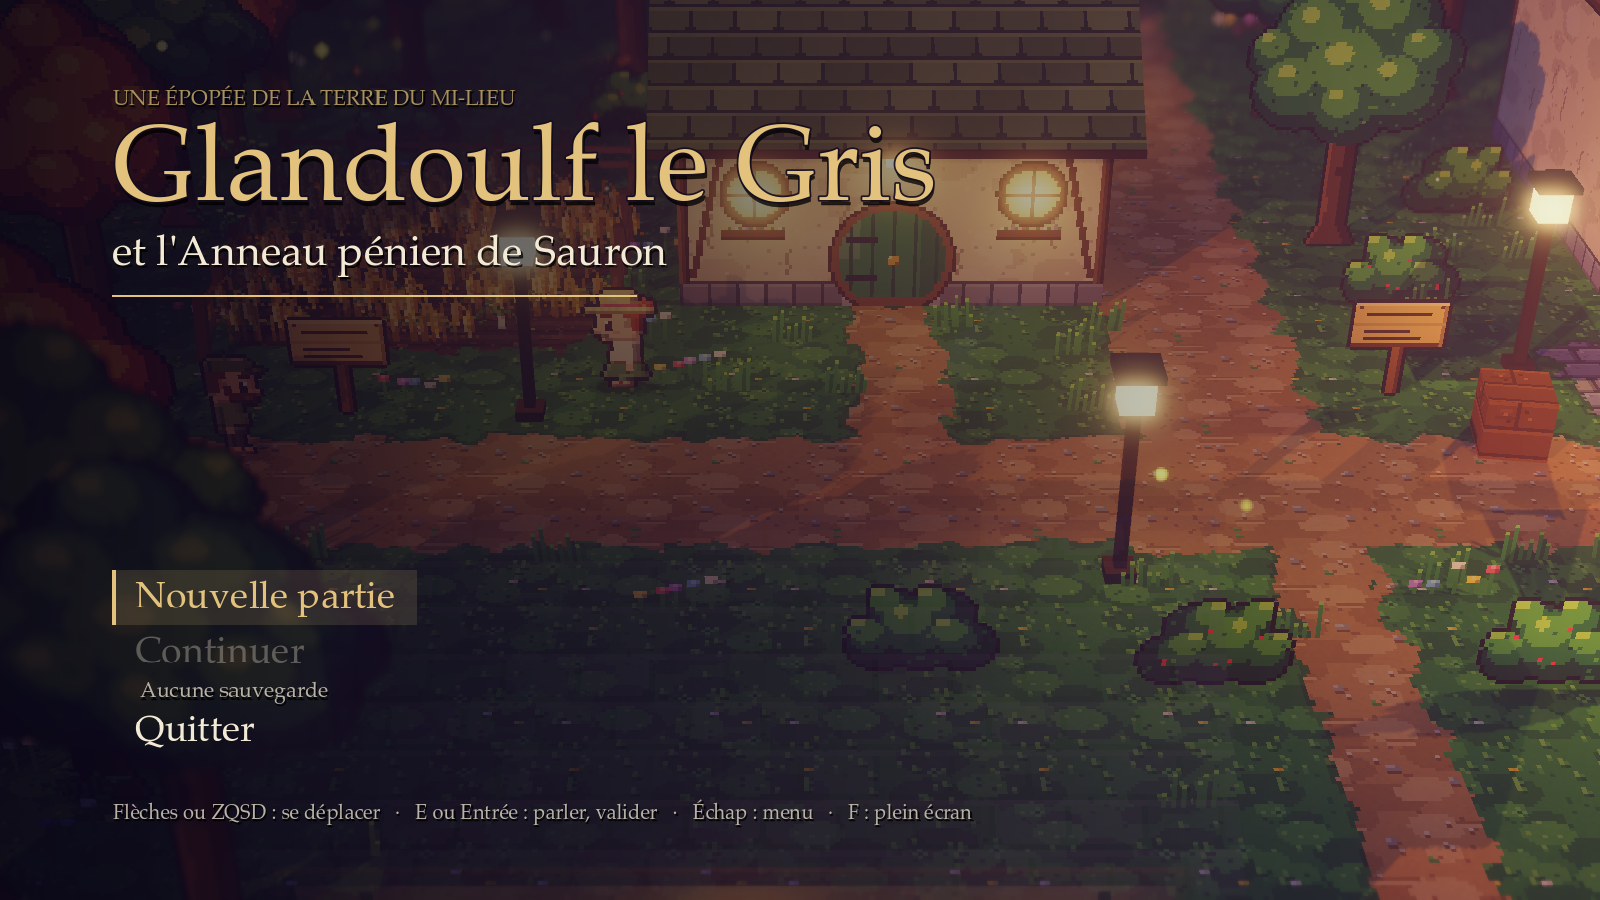 UNE ÉPOPÉE DE LA TERRE DU MI-LIEU
Glandoulf le Gris
et l'Anneau pénien de Sauron
Nouvelle partie
Continuer
Aucune sauvegarde
Quitter
Flèches ou ZQSD : se déplacer · E ou Entrée : parler, valider · Échap : menu · F : plein écran